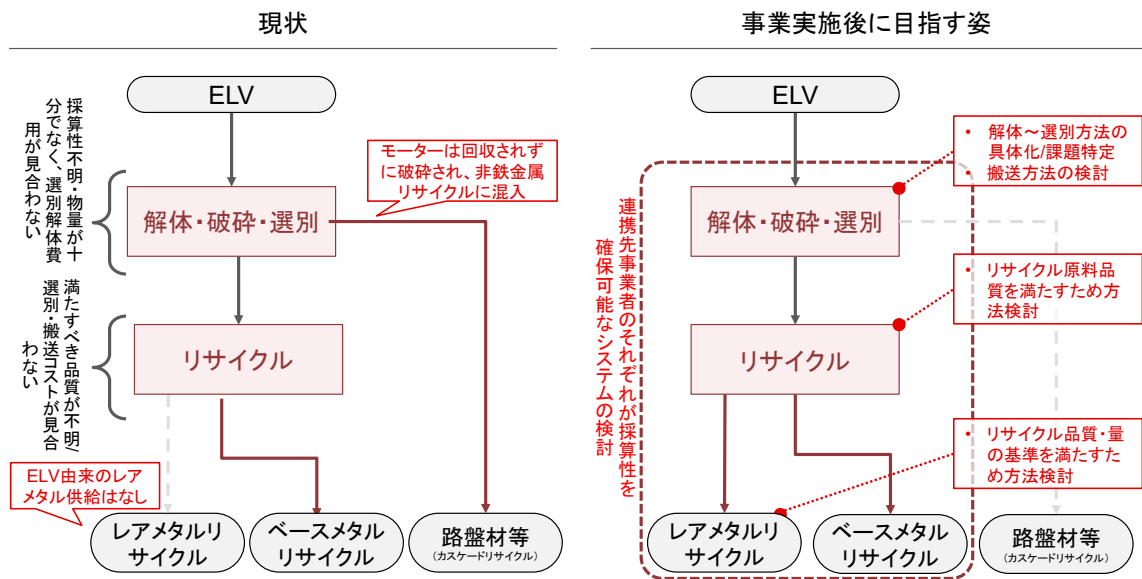 現状
ELV
採算性不明・物量が十
分でなく、選別解体費
用が見合わない
モーターは回収されず
に破砕され、非鉄金属
リサイクルに混入
解体・破砕・選別
満たすべき品質が不明/
選別・搬送コストが見合
わない
リサイクル
ELV由来のレア
メタル供給はなし
レアメタルリ
サイクル
ベースメタル
リサイクル
路盤材等
(カスケードリサイクル)
事業実施後に目指す姿
ELV
• 解体～選別方法の
具体化/課題特定
• 搬送方法の検討
連携先事業者のそれぞれが採算性を
確保可能なシステムの検討
解体・破砕・選別
• リサイクル原料品
質を満たすため方
法検討
リサイクル
• リサイクル品質・量
の基準を満たすた
め方法検討
レアメタルリ
サイクル
ベースメタル
リサイクル
路盤材等
(カスケードリサイクル)